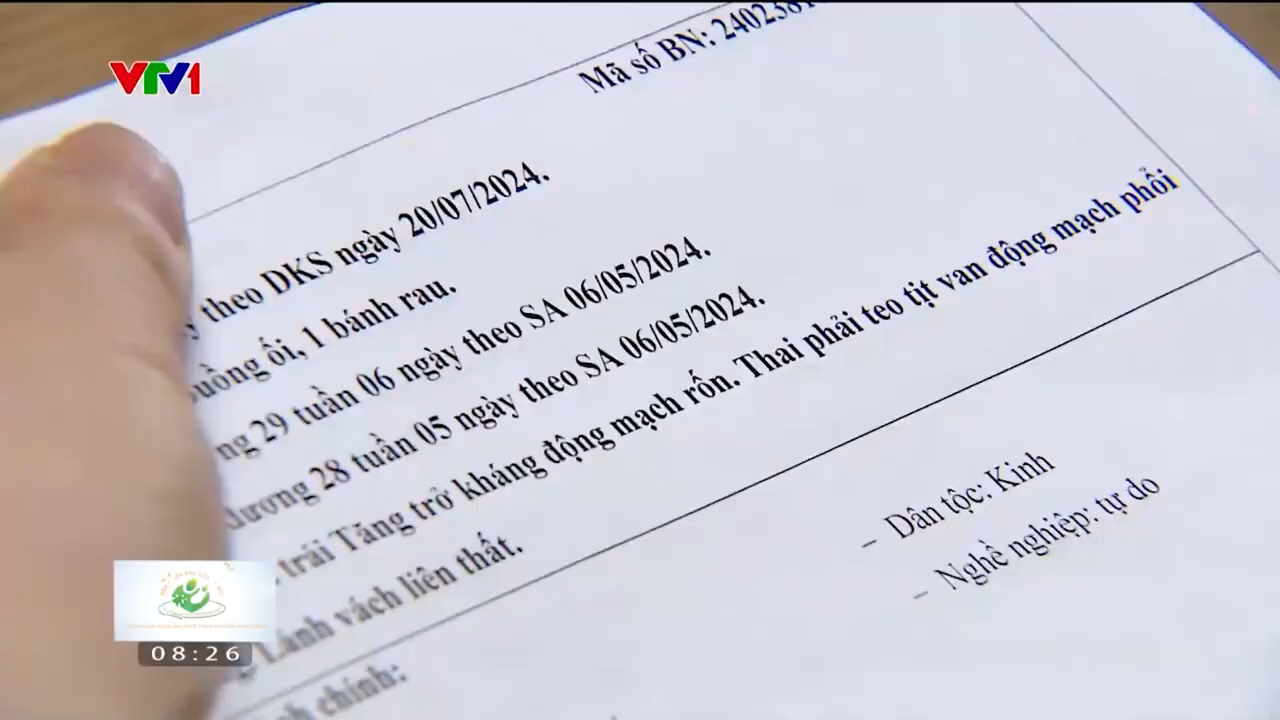 VTV1
Mã số BN: 2402381
theo DKS ngày 20/07/2024.
ối, 1 bánh rau.
29 tuần 06 ngày theo SA 06/05/2024.
dương 28 tuần 05 ngày theo SA 06/05/2024.
trái Tăng trở kháng động mạch rốn. Thai phải teo tịt van động mạch phổi
Lành vách liên thất.
chính:
– Dân tộc: Kinh
– Nghề nghiệp: tự do
08:26